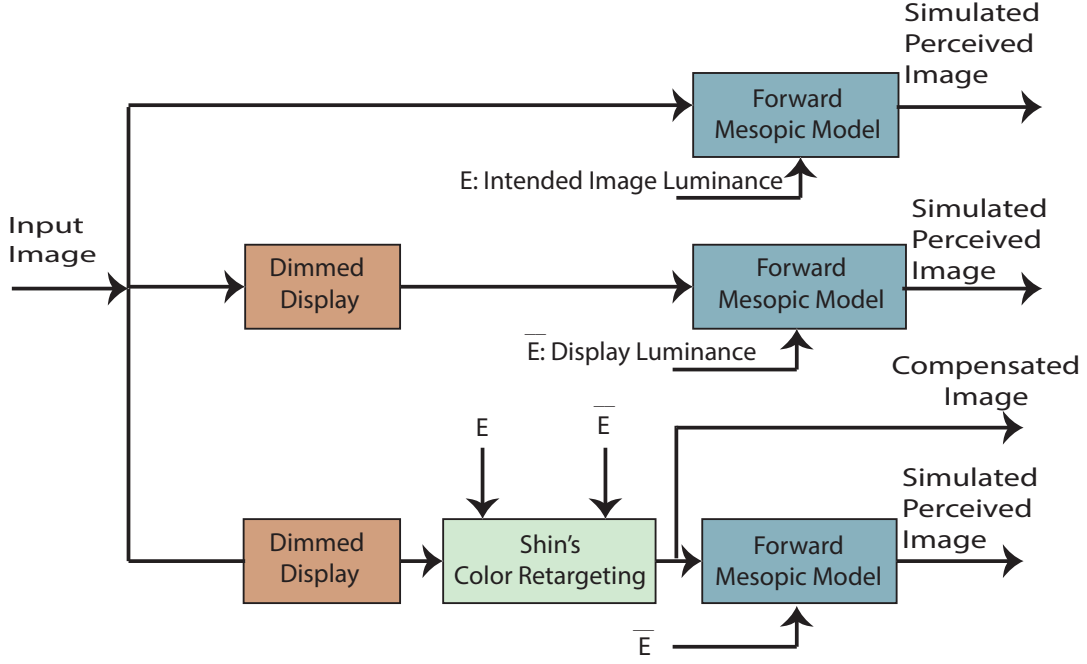 Simulated
Perceived
Image
Forward
Mesopic Model
E: Intended Image Luminance
Input
Image
Dimmed
Display
Forward
Mesopic Model
Simulated
Perceived
Image
E̅: Display Luminance
Compensated
Image
E
E̅
Dimmed
Display
Shin's
Color Retargeting
Forward
Mesopic Model
Simulated
Perceived
Image
E̅